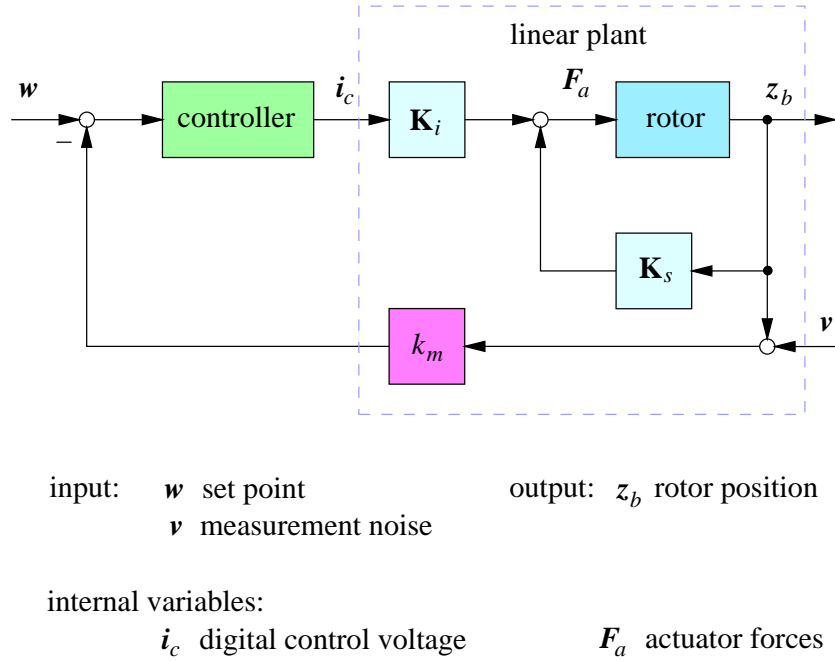 linear plant
w
i_c
F_a
z_b
controller
K_i
rotor
−
K_s
v
k_m
input: w set point output: z_b rotor position
v measurement noise
internal variables:
i_c digital control voltage F_a actuator forces